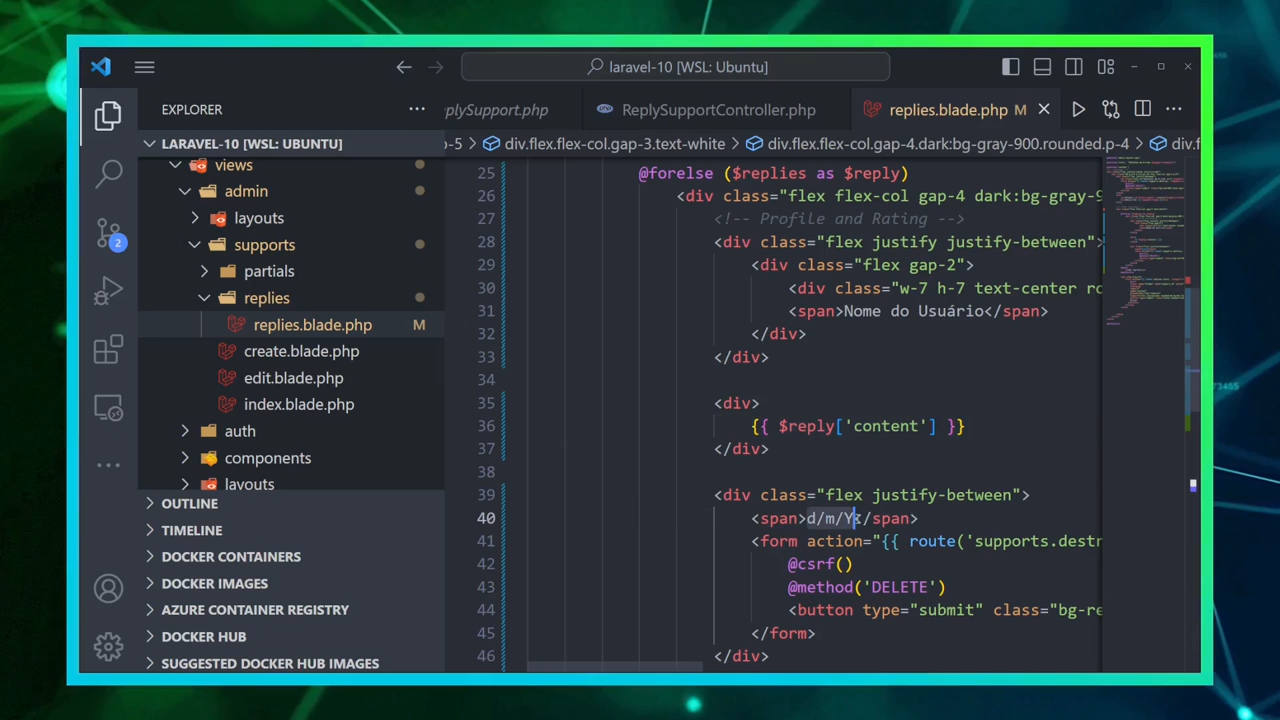 laravel-10 [WSL: Ubuntu]
EXPLORER
plySupport.php
ReplySupportController.php
replies.blade.php M
LARAVEL-10 [WSL: UBUNTU]
p-5 > div.flex.flex-col.gap-3.text-white > div.flex.flex-col.gap-4.dark:bg-gray-900.rounded.p-4 > div.f
views
admin
layouts
supports
partials
replies
replies.blade.php M
create.blade.php
edit.blade.php
index.blade.php
auth
components
layouts
OUTLINE
TIMELINE
DOCKER CONTAINERS
DOCKER IMAGES
AZURE CONTAINER REGISTRY
DOCKER HUB
SUGGESTED DOCKER HUB IMAGES
2
25 @forelse ($replies as $reply)
26 <div class="flex flex-col gap-4 dark:bg-gray-9
27 <!-- Profile and Rating -->
28 <div class="flex justify justify-between">
29 <div class="flex gap-2">
30 <div class="w-7 h-7 text-center ro
31 <span>Nome do Usuário</span>
32 </div>
33 </div>
34
35 <div>
36 {{ $reply['content'] }}
37 </div>
38
39 <div class="flex justify-between">
40 <span>d/m/Y</span>
41 <form action="{{ route('supports.destr
42 @csrf()
43 @method('DELETE')
44 <button type="submit" class="bg-re
45 </form>
46 </div>